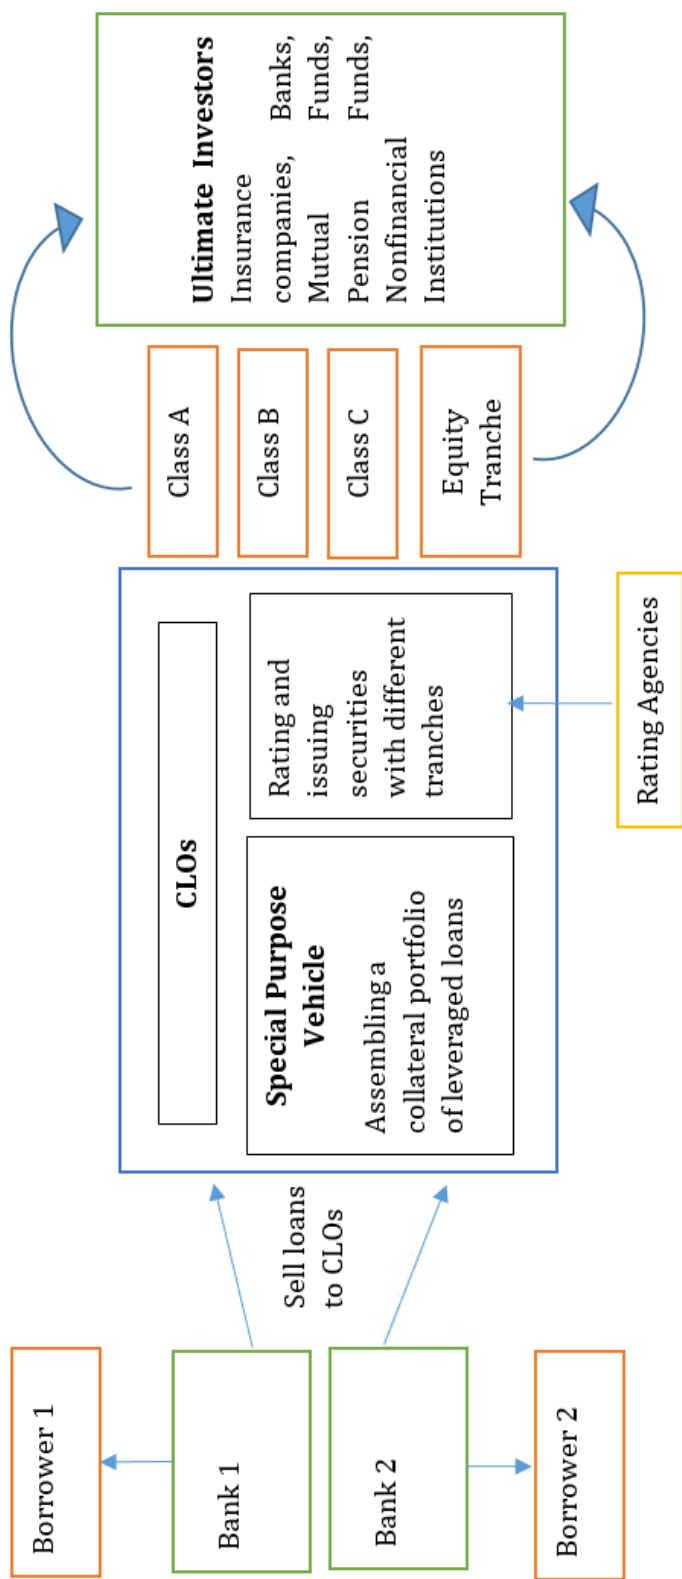 Borrower 1
Bank 1
Bank 2
Borrower 2
Sell loans
to CLOs
CLOs
Special Purpose
Vehicle
Assembling a
collateral portfolio
of leveraged loans
Rating and
issuing
securities
with different
tranches
Rating Agencies
Class A
Class B
Class C
Equity
Tranche
Ultimate Investors
Insurance
companies, Banks,
Mutual Funds,
Pension Funds,
Nonfinancial
Institutions